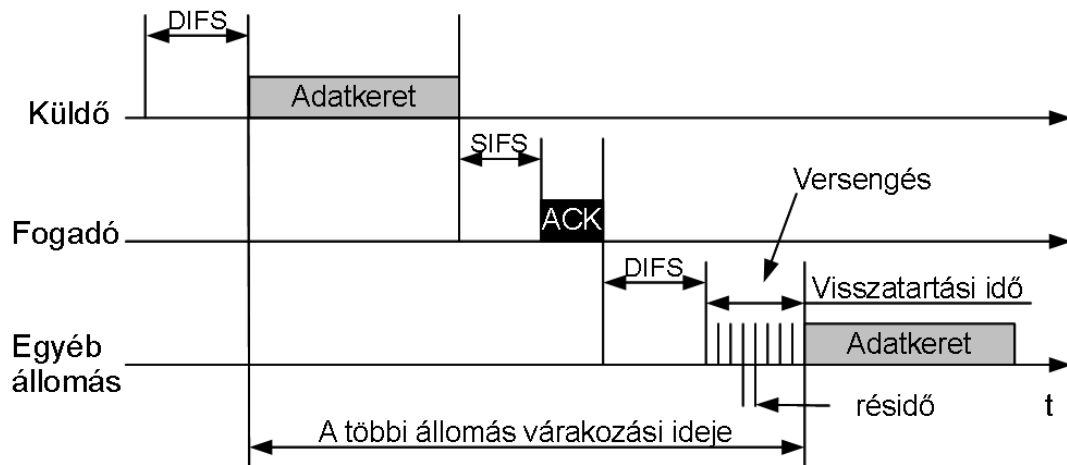 DIFS
Adatkeret
Küldő
SIFS
Versengés
ACK
Fogadó
DIFS
Visszatartási idő
Egyéb
állomás
Adatkeret
résidő
t
A többi állomás várakozási ideje